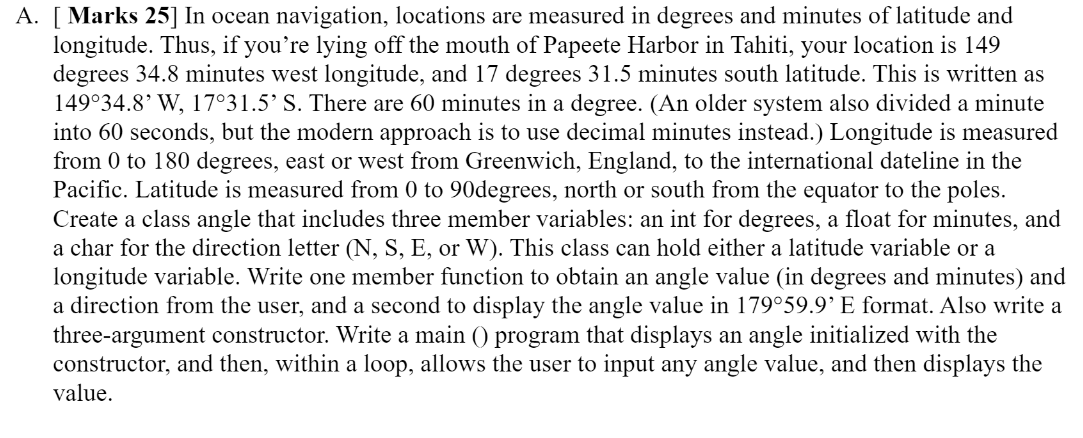 A. [ Marks 25] In ocean navigation, locations are measured in degrees and minutes of latitude and
longitude. Thus, if you’re lying off the mouth of Papeete Harbor in Tahiti, your location is 149
degrees 34.8 minutes west longitude, and 17 degrees 31.5 minutes south latitude. This is written as
149°34.8’ W, 17°31.5’ S. There are 60 minutes in a degree. (An older system also divided a minute
into 60 seconds, but the modern approach is to use decimal minutes instead.) Longitude is measured
from 0 to 180 degrees, east or west from Greenwich, England, to the international dateline in the
Pacific. Latitude is measured from 0 to 90degrees, north or south from the equator to the poles.
Create a class angle that includes three member variables: an int for degrees, a float for minutes, and
a char for the direction letter (N, S, E, or W). This class can hold either a latitude variable or a
longitude variable. Write one member function to obtain an angle value (in degrees and minutes) and
a direction from the user, and a second to display the angle value in 179°59.9’ E format. Also write a
three-argument constructor. Write a main () program that displays an angle initialized with the
constructor, and then, within a loop, allows the user to input any angle value, and then displays the
value.